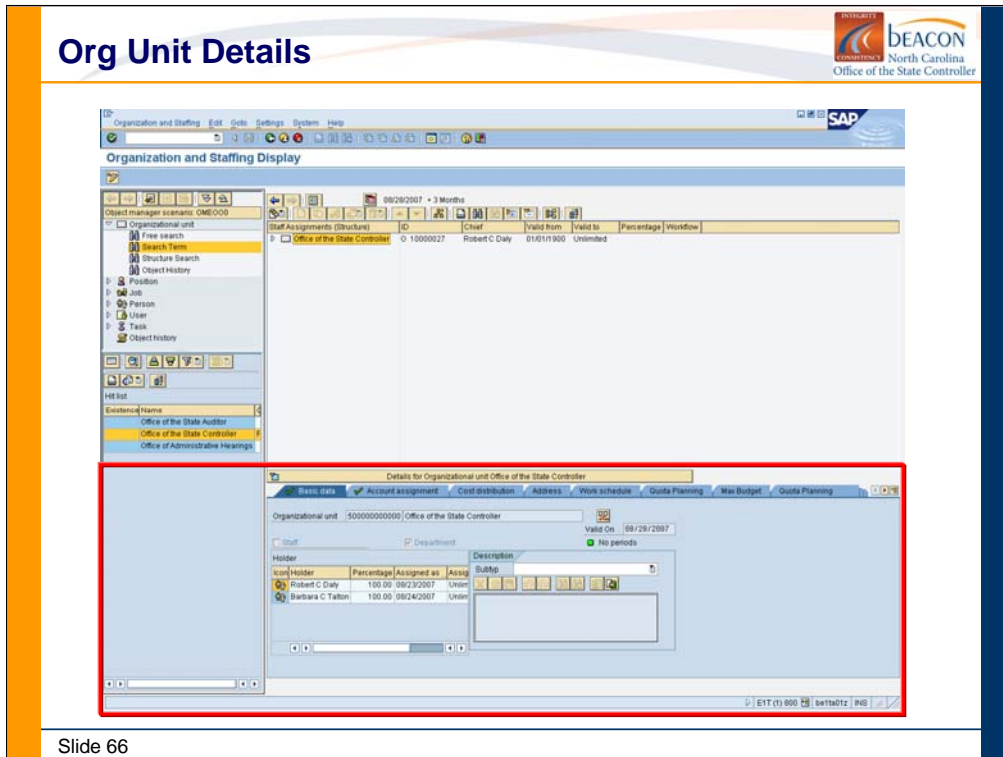 Org Unit Details
INTEGRITY
CONSISTENCY
bEACON
North Carolina
Office of the State Controller
Organization and Staffing Edit Goto Settings System Help
SAP
Organization and Staffing Display
08/28/2007 + 3 Months
Object manager scenario: OMEO00
Organizational unit
Free search
Search Term
Structure Search
Object History
Position
Job
Person
User
Task
Object history
Staff Assignments (Structure) ID Chief Valid from Valid to Percentage Workflow
Office of the State Controller O 10000027 Robert C Daly 01/01/1900 Unlimited
Hit list
Existence Name
Office of the State Auditor
Office of the State Controller
Office of Administrative Hearings
Details for Organizational unit Office of the State Controller
Basic data Account assignment Cost distribution Address Work schedule Quota Planning Max Budget Quota Planning
Organizational unit 500000000000 Office of the State Controller
Valid On 08/28/2007
Staff Department No periods
Holder Description
Icon Holder Percentage Assigned as Assig Subtyp
Robert C Daly 100.00 08/23/2007 Unlim
Barbara C Tatton 100.00 08/24/2007 Unlim
E1T (1) 800 INS
Slide 66